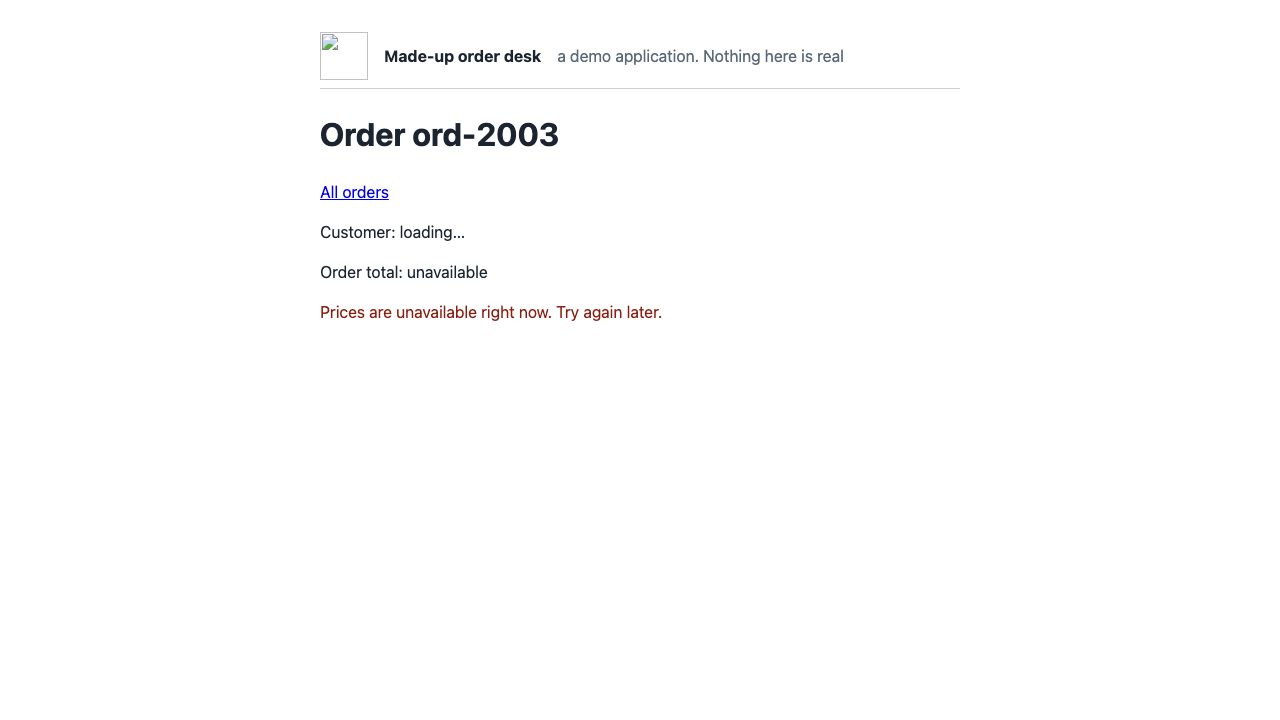 Made-up order desk a demo application. Nothing here is real
Order ord-2003
All orders
Customer: loading...
Order total: unavailable
Prices are unavailable right now. Try again later.